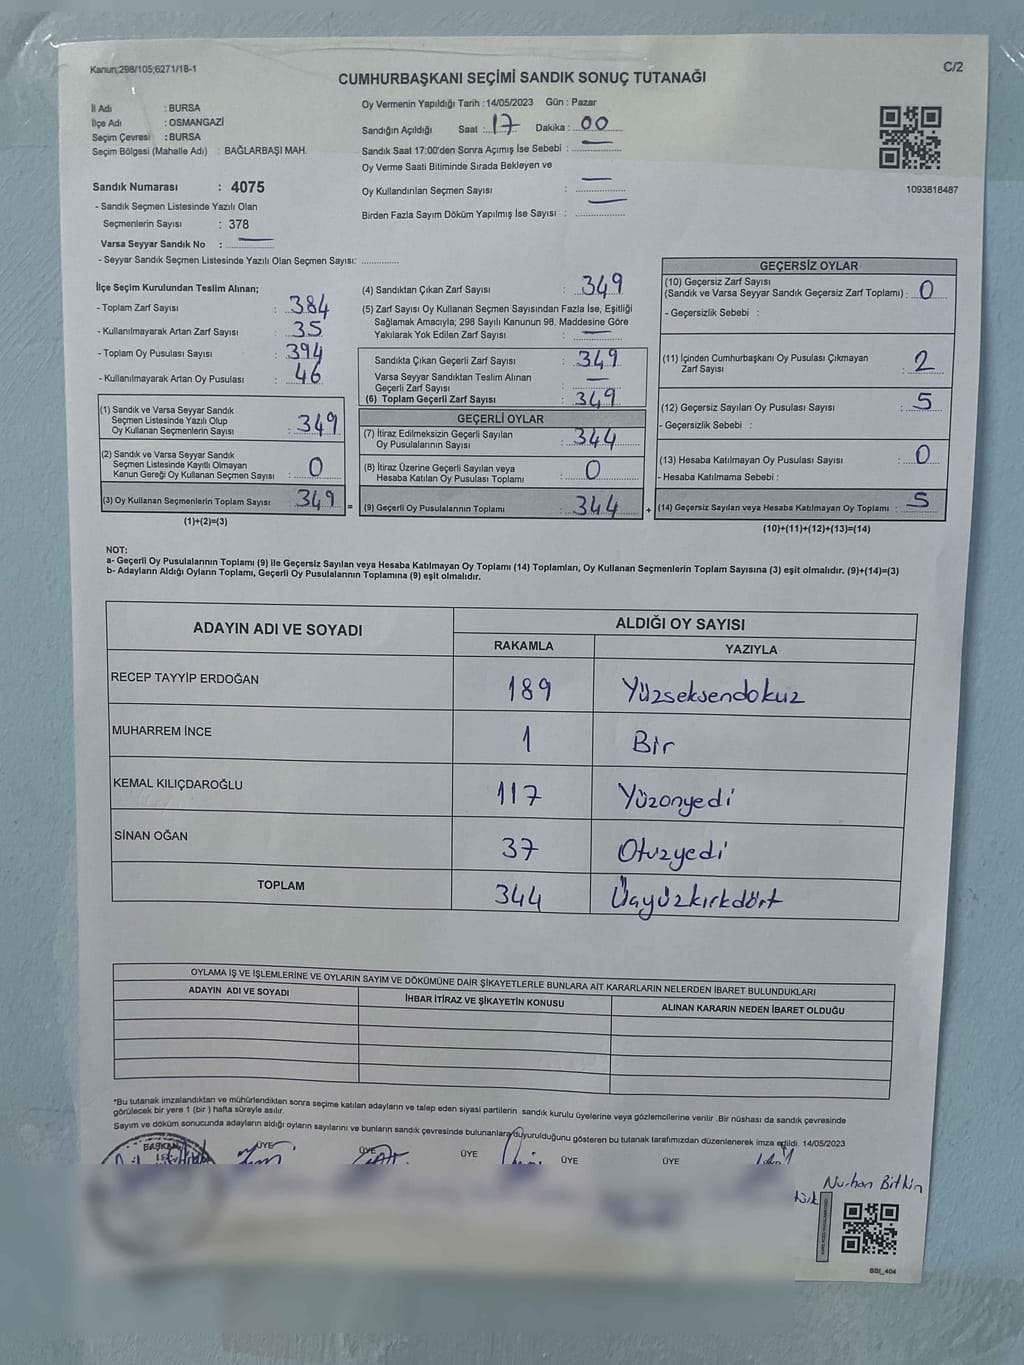 Kanun;298/105;6271/18-1
C/2
CUMHURBAŞKANI SEÇİMİ SANDIK SONUÇ TUTANAĞI
İl Adı : BURSA
İlçe Adı : OSMANGAZİ
Seçim Çevresi : BURSA
Seçim Bölgesi (Mahalle Adı) : BAĞLARBAŞI MAH.
Sandık Numarası : 4075
- Sandık Seçmen Listesinde Yazılı Olan
Seçmenlerin Sayısı : 378
Varsa Seyyar Sandık No :
- Seyyar Sandık Seçmen Listesinde Yazılı Olan Seçmen Sayısı:
Oy Vermenin Yapıldığı Tarih :14/05/2023 Gün : Pazar
Sandığın Açıldığı Saat : 17 Dakika : 00
Sandık Saat 17:00'den Sonra Açımış İse Sebebi :
Oy Verme Saati Bitiminde Sırada Bekleyen ve
Oy Kullandırılan Seçmen Sayısı :
Birden Fazla Sayım Döküm Yapılmış İse Sayısı :
1093818487
İlçe Seçim Kurulundan Teslim Alınan;
- Toplam Zarf Sayısı : 384
- Kullanılmayarak Artan Zarf Sayısı : 35
- Toplam Oy Pusulası Sayısı : 394
- Kullanılmayarak Artan Oy Pusulası : 46
(1) Sandık ve Varsa Seyyar Sandık
Seçmen Listesinde Yazılı Olup
Oy Kullanan Seçmenlerin Sayısı : 349
(2) Sandık ve Varsa Seyyar Sandık
Seçmen Listesinde Kayıtlı Olmayan
Kanun Gereği Oy Kullanan Seçmen Sayısı : 0
(3) Oy Kullanan Seçmenlerin Toplam Sayısı : 349 =
(1)+(2)=(3)
(4) Sandıktan Çıkan Zarf Sayısı : 349
(5) Zarf Sayısı Oy Kullanan Seçmen Sayısından Fazla İse, Eşitliği
Sağlamak Amacıyla; 298 Sayılı Kanunun 98. Maddesine Göre
Yakılarak Yok Edilen Zarf Sayısı :
Sandıkta Çıkan Geçerli Zarf Sayısı : 349
Varsa Seyyar Sandıktan Teslim Alınan
Geçerli Zarf Sayısı :
(6) Toplam Geçerli Zarf Sayısı : 349
GEÇERLİ OYLAR
(7) İtiraz Edilmeksizin Geçerli Sayılan
Oy Pusulalarının Sayısı : 344
(8) İtiraz Üzerine Geçerli Sayılan veya
Hesaba Katılan Oy Pusulası Toplamı : 0
(9) Geçerli Oy Pusulalarının Toplamı : 344 +
GEÇERSİZ OYLAR
(10) Geçersiz Zarf Sayısı
(Sandık ve Varsa Seyyar Sandık Geçersiz Zarf Toplamı) : 0
- Geçersizlik Sebebi :
(11) İçinden Cumhurbaşkanı Oy Pusulası Çıkmayan
Zarf Sayısı : 2
(12) Geçersiz Sayılan Oy Pusulası Sayısı : 5
- Geçersizlik Sebebi :
(13) Hesaba Katılmayan Oy Pusulası Sayısı : 0
- Hesaba Katılmama Sebebi :
(14) Geçersiz Sayılan veya Hesaba Katılmayan Oy Toplamı : 5
(10)+(11)+(12)+(13)=(14)
NOT:
a- Geçerli Oy Pusulalarının Toplamı (9) ile Geçersiz Sayılan veya Hesaba Katılmayan Oy Toplamı (14) Toplamları, Oy Kullanan Seçmenlerin Toplam Sayısına (3) eşit olmalıdır. (9)+(14)=(3)
b- Adayların Aldığı Oyların Toplamı, Geçerli Oy Pusulalarının Toplamına (9) eşit olmalıdır.
ADAYIN ADI VE SOYADI ALDIĞI OY SAYISI
RAKAMLA YAZIYLA
RECEP TAYYİP ERDOĞAN 189 Yüzseksendokuz
MUHARREM İNCE 1 Bir
KEMAL KILIÇDAROĞLU 117 Yüzonyedi
SİNAN OĞAN 37 Otuzyedi
TOPLAM 344 Üçyüzkırkdört
OYLAMA İŞ VE İŞLEMLERİNE VE OYLARIN SAYIM VE DÖKÜMÜNE DAİR ŞİKAYETLERLE BUNLARA AİT KARARLARIN NELERDEN İBARET BULUNDUKLARI
ADAYIN ADI VE SOYADI İHBAR İTİRAZ VE ŞİKAYETİN KONUSU ALINAN KARARIN NEDEN İBARET OLDUĞU
*Bu tutanak imzalandıktan ve mühürlendikten sonra seçime katılan adayların ve talep eden siyasi partilerin sandık kurulu üyelerine veya gözlemcilerine verilir .Bir nüshası da sandık çevresinde
görülecek bir yere 1 (bir ) hafta süreyle asılır.
Sayım ve döküm sonucunda adayların aldığı oyların sayılarını ve bunların sandık çevresinde bulunanlara duyurulduğunu gösteren bu tutanak tarafımızdan düzenlenerek imza edildi. 14/05/2023
BAŞKAN ÜYE ÜYE ÜYE ÜYE ÜYE
Nurhan Bitkin
BSI_404